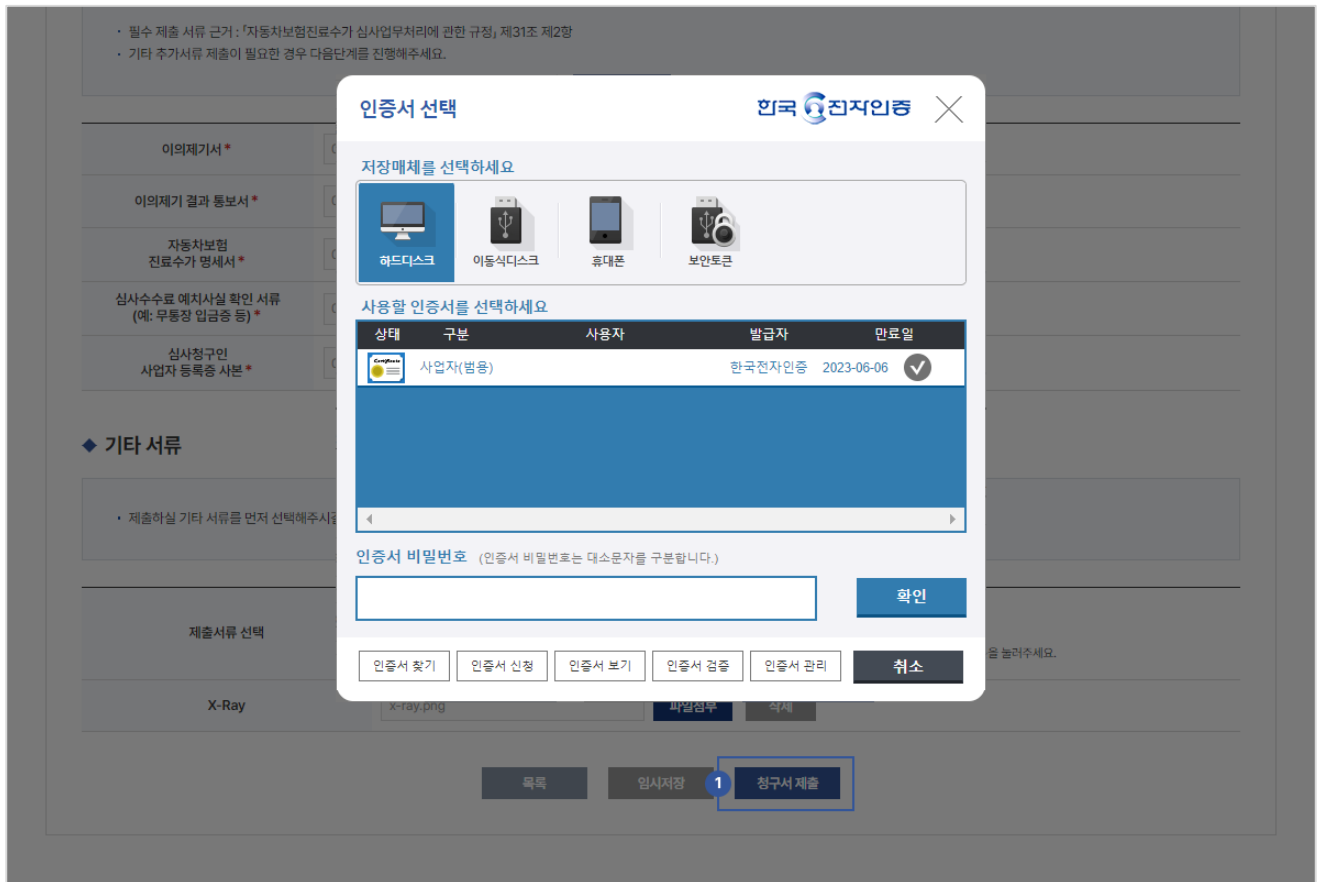 · 필수 제출 서류 근거 : 「자동차보험진료수가 심사업무처리에 관한 규정」 제31조 제2항
· 기타 추가서류 제출이 필요한 경우 다음단계를 진행해주세요.
인증서 선택
한국전자인증
저장매체를 선택하세요
하드디스크
이동식디스크
휴대폰
보안토큰
사용할 인증서를 선택하세요
상태 구분 사용자 발급자 만료일
Certificate 사업자(범용) 한국전자인증 2023-06-06
인증서 비밀번호 (인증서 비밀번호는 대소문자를 구분합니다.)
확인
인증서 찾기 인증서 신청 인증서 보기 인증서 검증 인증서 관리 취소
이의제기서 *
이의제기 결과 통보서 *
자동차보험
진료수가 명세서 *
심사수수료 예치사실 확인 서류
(예: 무통장 입금증 등) *
심사청구인
사업자 등록증 사본 *
◆ 기타 서류
· 제출하실 기타 서류를 먼저 선택해주시
제출서류 선택
을 눌러주세요.
X-Ray x-ray.png 파일첨부 삭제
목록 임시저장 1 청구서 제출